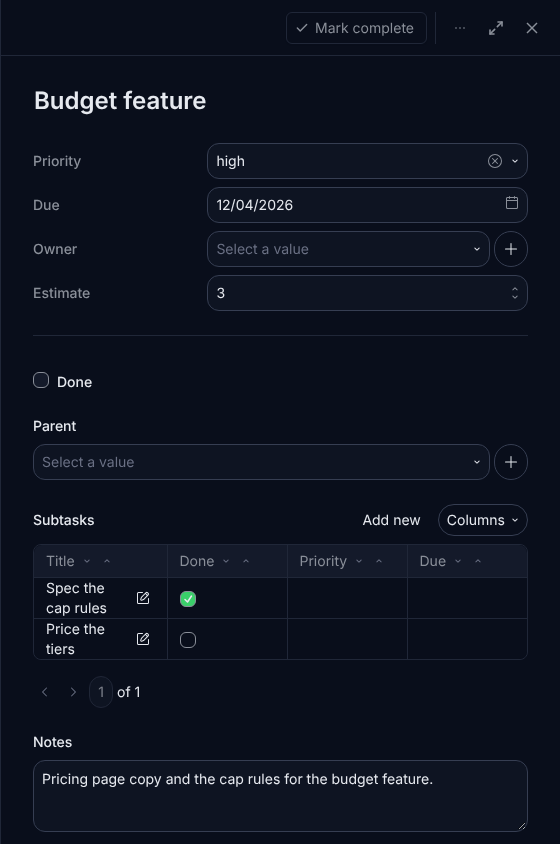 Mark complete
Budget feature
Priority
high
Due
12/04/2026
Owner
Select a value
Estimate
3
Done
Parent
Select a value
Subtasks
Add new
Columns
Title
Done
Priority
Due
Spec the
cap rules
Price the
tiers
1 of 1
Notes
Pricing page copy and the cap rules for the budget feature.